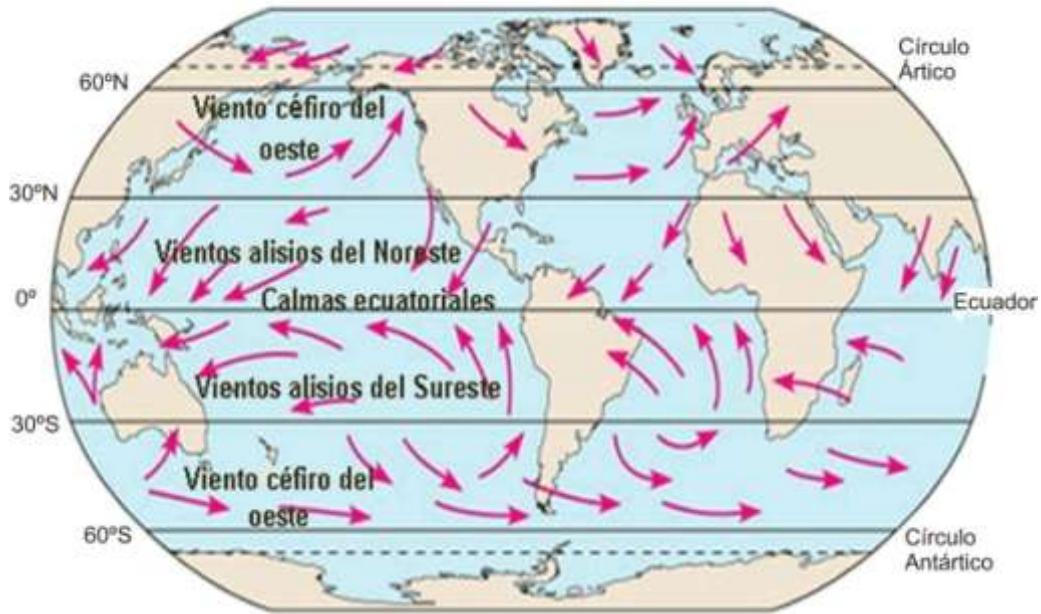 Círculo
Ártico
60ºN
Viento céfiro del
oeste
30ºN
Vientos alisios del Noreste
Calmas ecuatoriales
0º
Ecuador
Vientos alisios del Sureste
30ºS
Viento céfiro del
oeste
60ºS
Círculo
Antártico